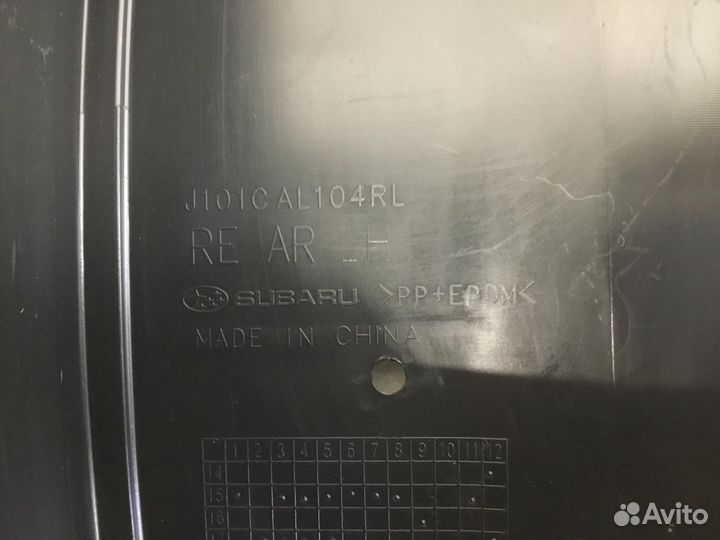 J101CAL104RL
RE AR LH
SUBARU >PP+EPDM<
MADE IN CHINA
1 2 3 4 5 6 7 8 9 10 11 12
14
15
16
17
Avito